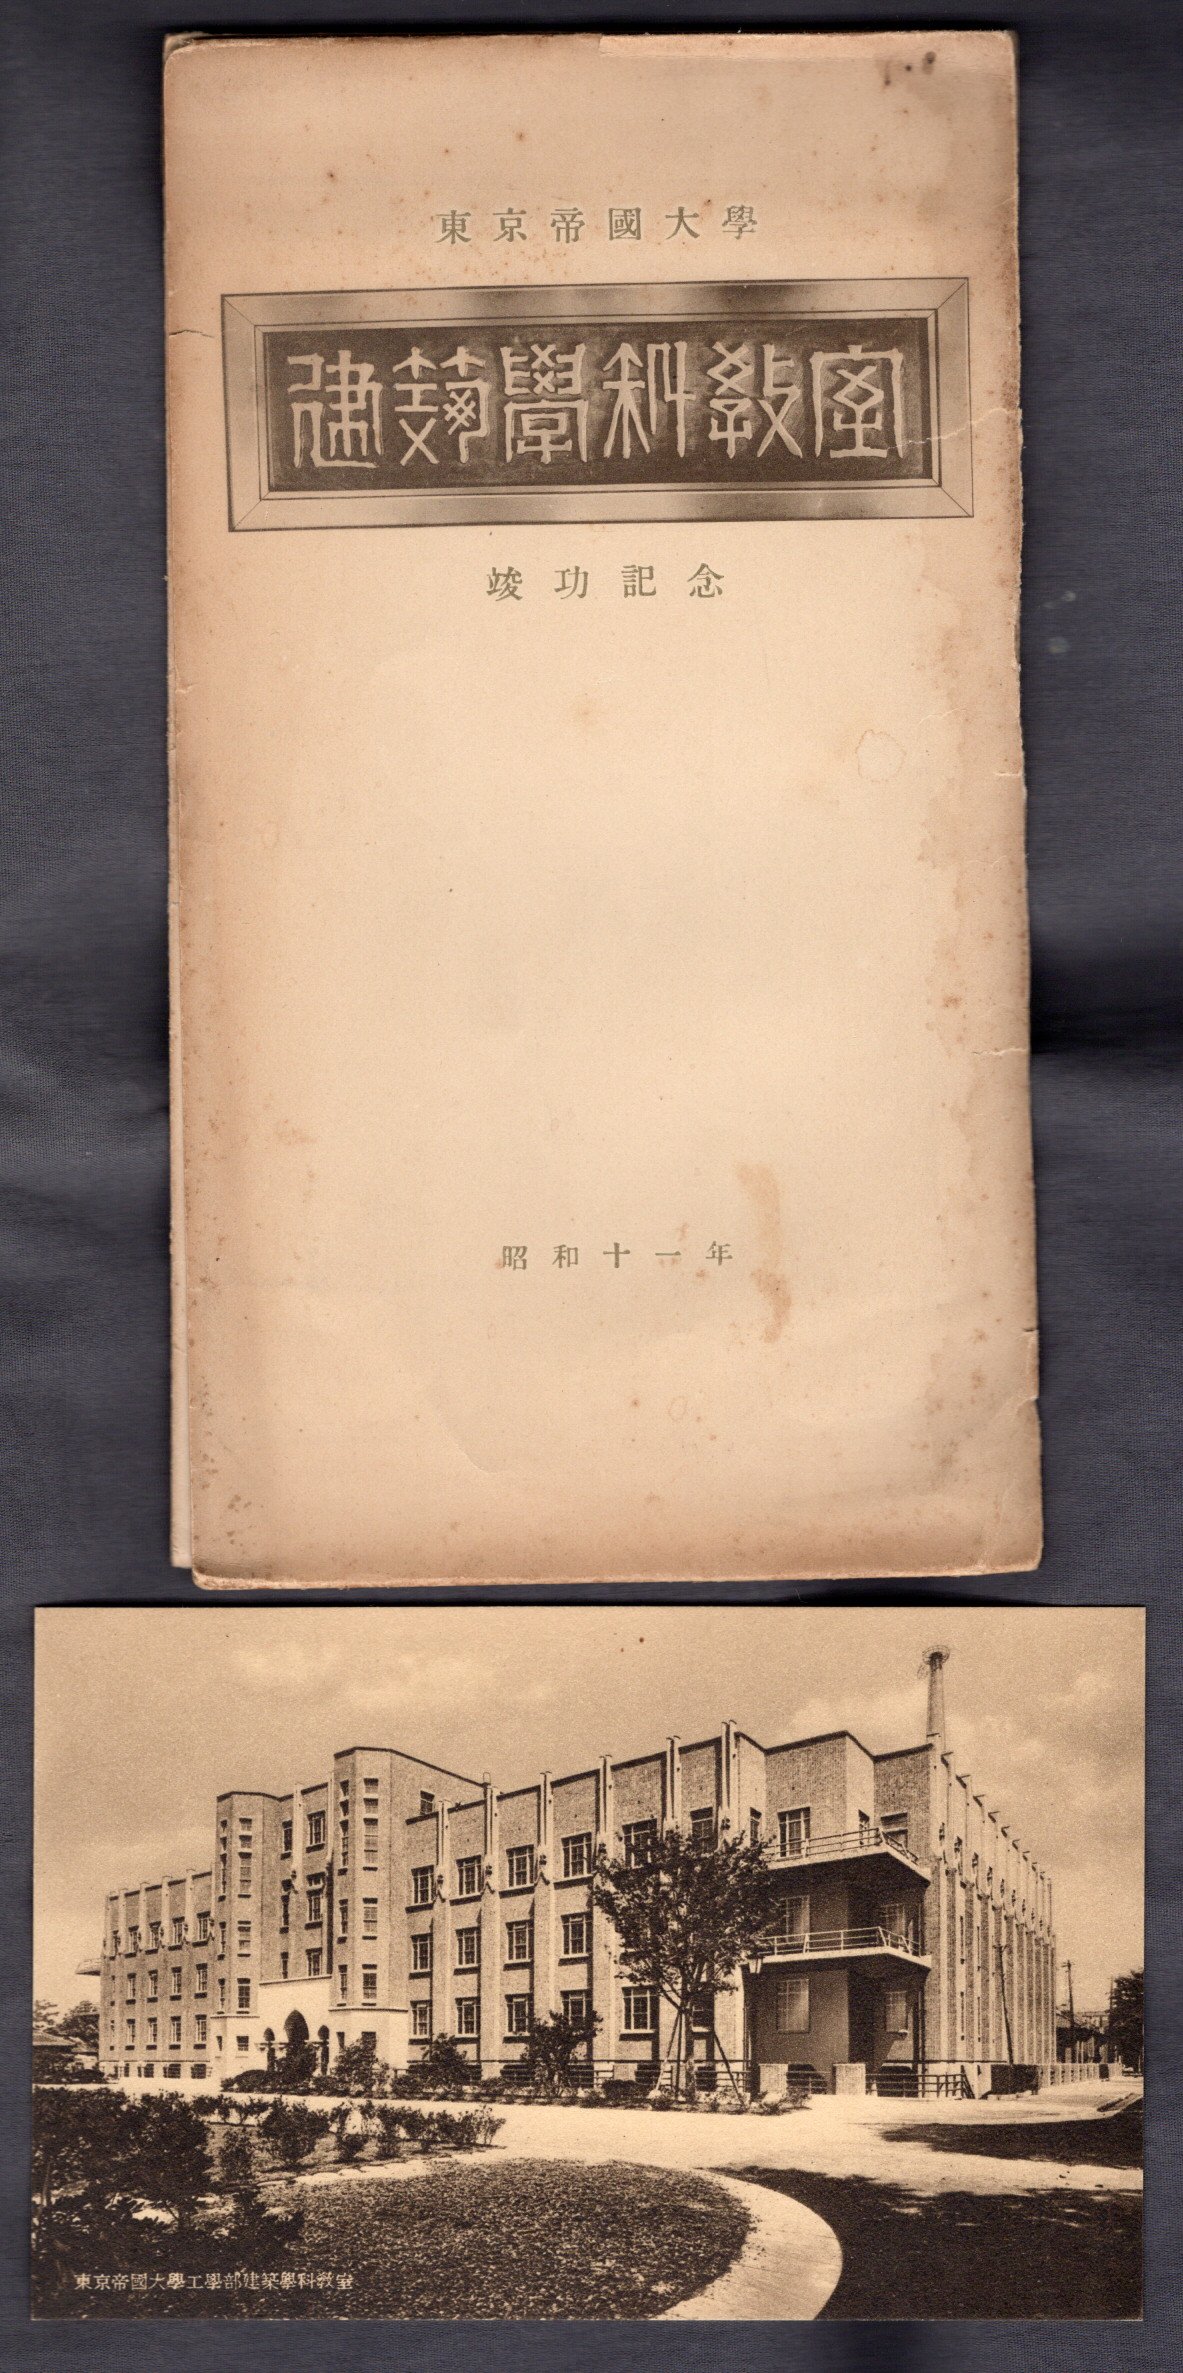 東京帝國大學
建築學科教室
竣功記念
昭和十一年
東京帝國大學工學部建築學科教室